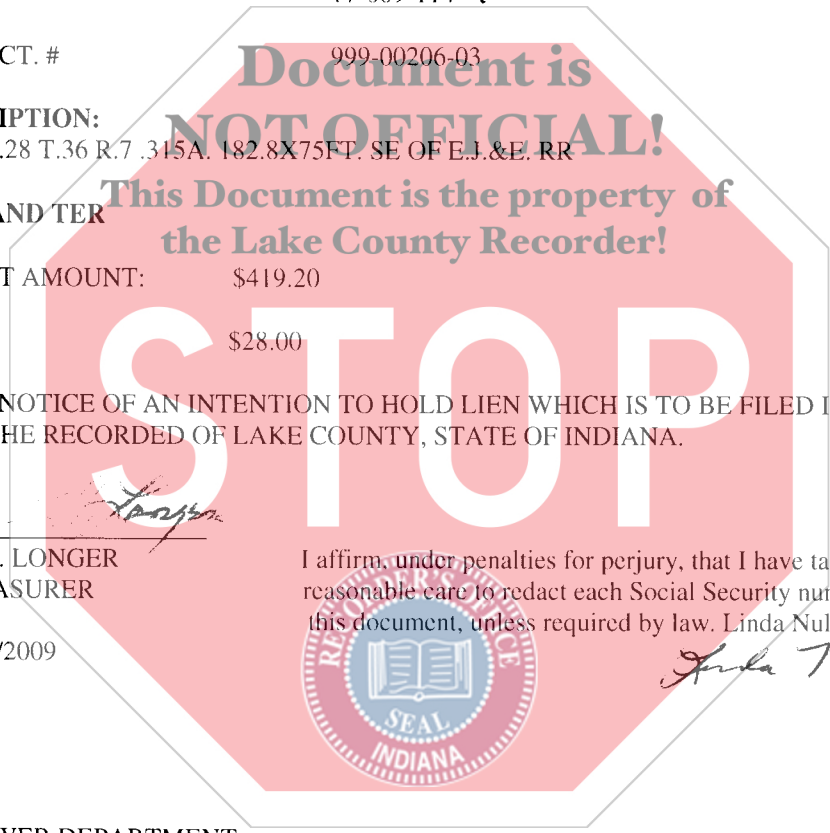 CT. # 999-00206-03
Document is
IPTION:
NOT OFFICIAL!
.28 T.36 R.7 .315A. 182.8X75FT. SE OF E.J.&E. RR
This Document is the property of
AND TER
the Lake County Recorder!
T AMOUNT: $419.20
$28.00
STOP
NOTICE OF AN INTENTION TO HOLD LIEN WHICH IS TO BE FILED I
HE RECORDED OF LAKE COUNTY, STATE OF INDIANA.
. LONGER
ASURER
/2009
I affirm, under penalties for perjury, that I have ta
reasonable care to redact each Social Security nu
this document, unless required by law. Linda Nul
Linda
RECORDER'S OFFICE
SEAL
INDIANA